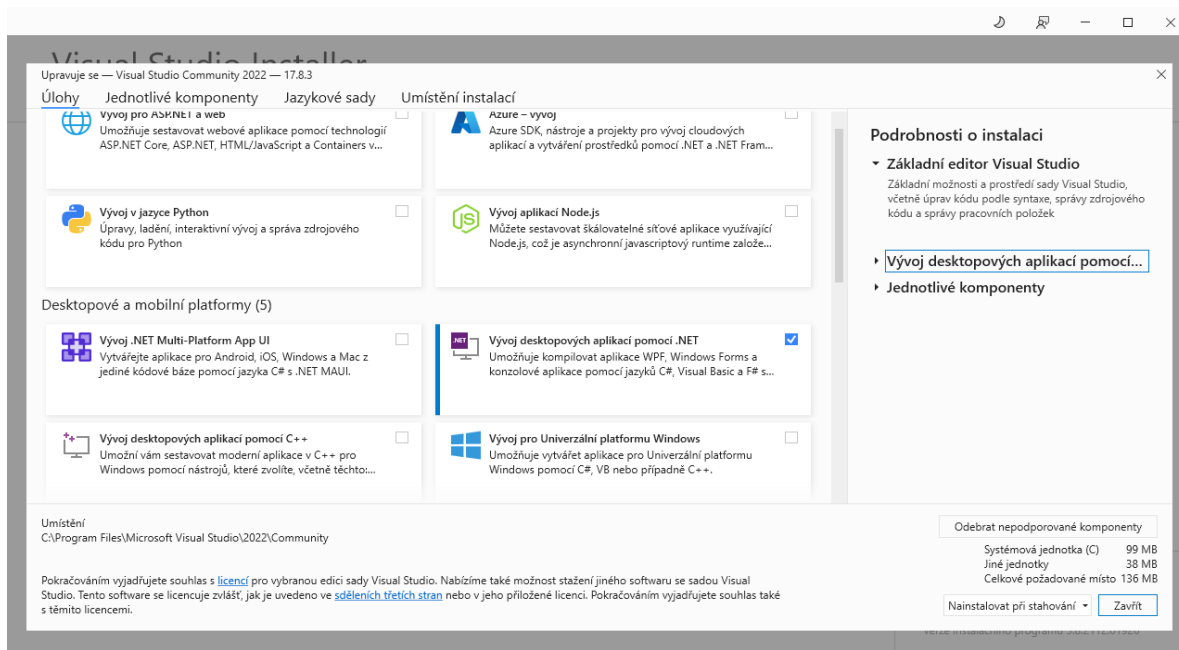 Visual Studio Installer
Upravuje se — Visual Studio Community 2022 — 17.8.3
Úlohy Jednotlivé komponenty Jazykové sady Umístění instalací
Vývoj pro ASP.NET a web
Umožňuje sestavovat webové aplikace pomocí technologií
ASP.NET Core, ASP.NET, HTML/JavaScript a Containers v...
Azure – vývoj
Azure SDK, nástroje a projekty pro vývoj cloudových
aplikací a vytváření prostředků pomocí .NET a .NET Fram...
Vývoj v jazyce Python
Úpravy, ladění, interaktivní vývoj a správa zdrojového
kódu pro Python
JS
Vývoj aplikací Node.js
Můžete sestavovat škálovatelné síťové aplikace využívající
Node.js, což je asynchronní javascriptový runtime založe...
Desktopové a mobilní platformy (5)
Vývoj .NET Multi-Platform App UI
Vytvářejte aplikace pro Android, iOS, Windows a Mac z
jediné kódové báze pomocí jazyka C# s .NET MAUI.
.NET
Vývoj desktopových aplikací pomocí .NET
Umožňuje kompilovat aplikace WPF, Windows Forms a
konzolové aplikace pomocí jazyků C#, Visual Basic a F# s...
Vývoj desktopových aplikací pomocí C++
Umožní vám sestavovat moderní aplikace v C++ pro
Windows pomocí nástrojů, které zvolíte, včetně těchto:...
Vývoj pro Univerzální platformu Windows
Umožňuje vytvářet aplikace pro Univerzální platformu
Windows pomocí C#, VB nebo případně C++.
Podrobnosti o instalaci
Základní editor Visual Studio
Základní možnosti a prostředí sady Visual Studio,
včetně úprav kódu podle syntaxe, správy zdrojového
kódu a správy pracovních položek
Vývoj desktopových aplikací pomocí...
Jednotlivé komponenty
Umístění
C:\Program Files\Microsoft Visual Studio\2022\Community
Pokračováním vyjadřujete souhlas s licencí pro vybranou edici sady Visual Studio. Nabízíme také možnost stažení jiného softwaru se sadou Visual
Studio. Tento software se licencuje zvlášť, jak je uvedeno ve sděleních třetích stran nebo v jeho přiložené licenci. Pokračováním vyjadřujete souhlas také
s těmito licencemi.
Odebrat nepodporované komponenty
Systémová jednotka (C) 99 MB
Jiné jednotky 38 MB
Celkové požadované místo 136 MB
Nainstalovat při stahování
Zavřít
Verze instalačního programu